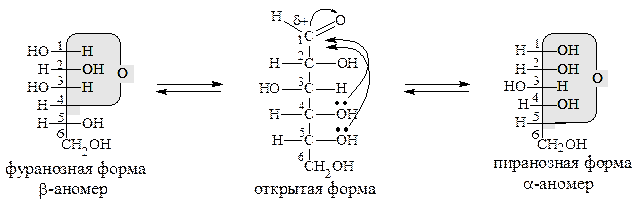 1
HO H
2
H OH
O
3
HO H
4
H
5
H OH
6
CH₂OH
фуранозная форма
β-аномер
H δ+ O
C
1
2
H C OH
3
HO C H
4
H C OH
5
H C OH
6
CH₂OH
открытая форма
1
H OH
2
H OH
O
3
HO H
4
H OH
5
H
6
CH₂OH
пиранозная форма
α-аномер